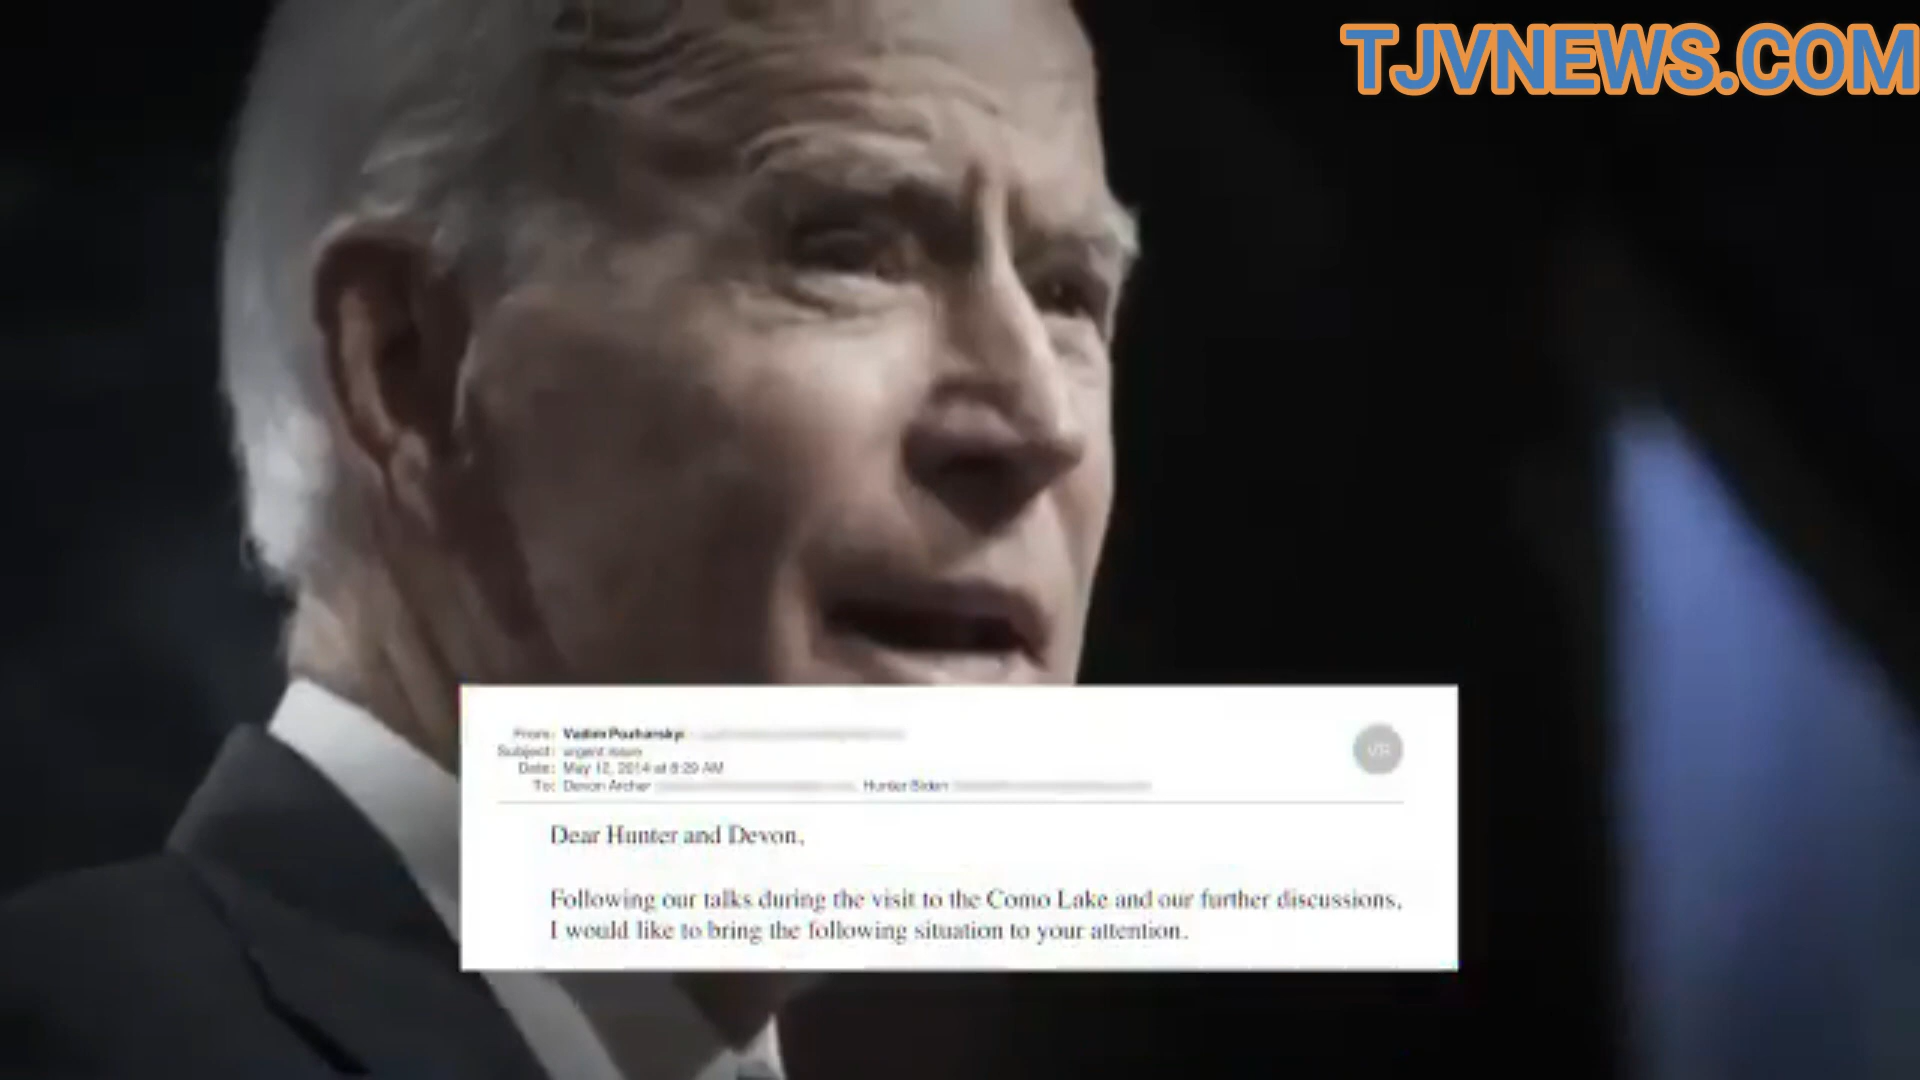 TJVNEWS.COM
From: Vadim Pozharskyi
Subject: urgent issue
Date: May 12, 2014 at 8:29 AM
To: Devon Archer Hunter Biden
VP
Dear Hunter and Devon,
Following our talks during the visit to the Como Lake and our further discussions,
I would like to bring the following situation to your attention.